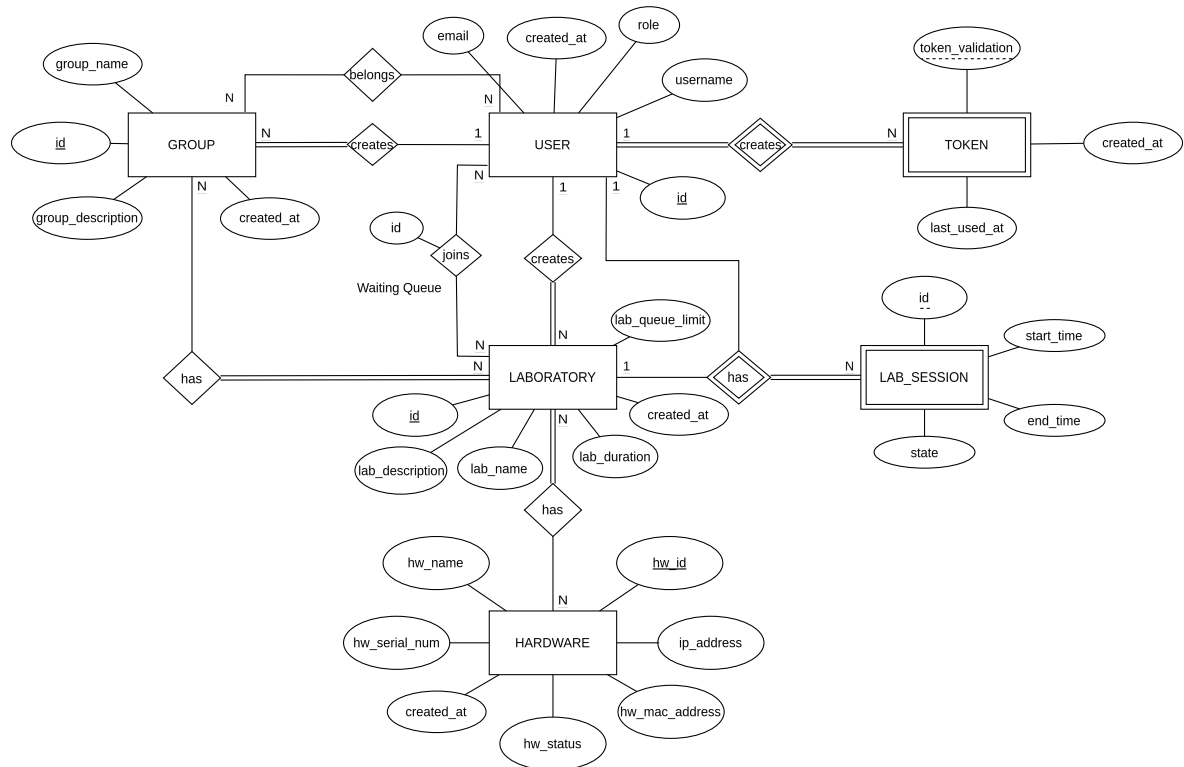 role
email
created_at
token_validation
group_name
belongs
username
N
N
N
creates
1
1
creates
N
id
GROUP
USER
TOKEN
created_at
N
N
1
1
id
group_description
created_at
id
last_used_at
joins
creates
Waiting Queue
id
lab_queue_limit
start_time
N
N
N
1
N
has
LABORATORY
has
LAB_SESSION
id
created_at
end_time
N
lab_description
lab_name
lab_duration
state
has
hw_name
hw_id
N
hw_serial_num
HARDWARE
ip_address
created_at
hw_mac_address
hw_status